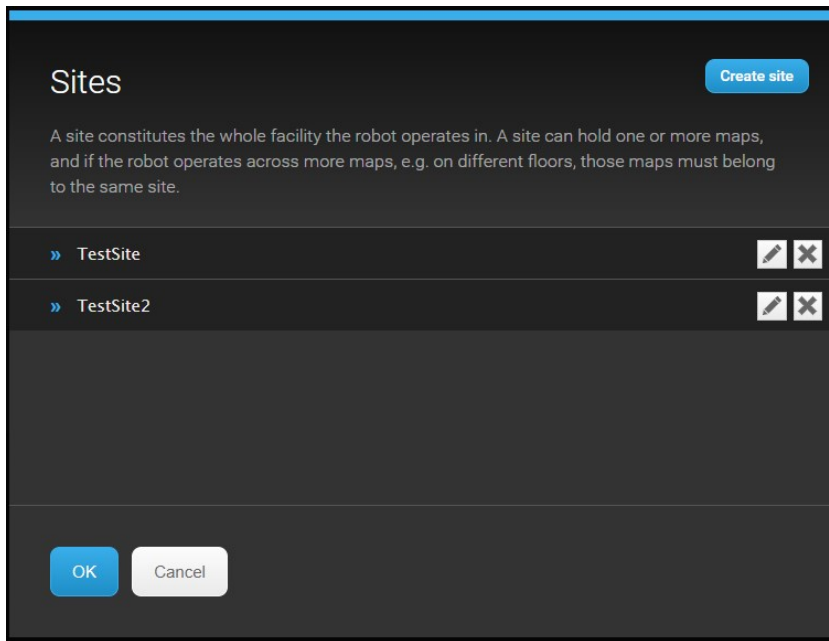 Sites
Create site
A site constitutes the whole facility the robot operates in. A site can hold one or more maps,
and if the robot operates across more maps, e.g. on different floors, those maps must belong
to the same site.
» TestSite
» TestSite2
OK
Cancel